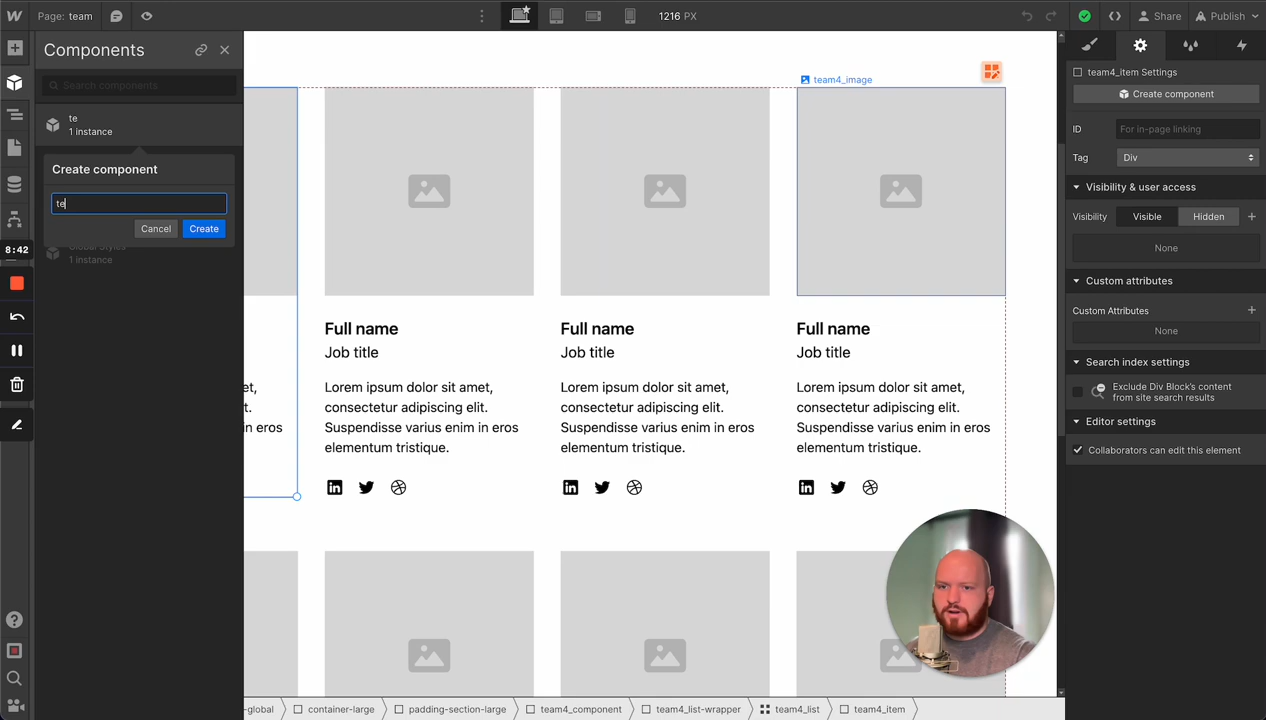 Page: team
1216 PX
Share
Publish
Components
Search components
te
1 instance
Create component
te
Cancel
Create
Global Styles
1 instance
8:42
team4_image
Full name
Job title
Lorem ipsum dolor sit amet,
consectetur adipiscing elit.
Suspendisse varius enim in eros
elementum tristique.
Full name
Job title
Lorem ipsum dolor sit amet,
consectetur adipiscing elit.
Suspendisse varius enim in eros
elementum tristique.
Full name
Job title
Lorem ipsum dolor sit amet,
consectetur adipiscing elit.
Suspendisse varius enim in eros
elementum tristique.
et,
n eros
team4_item Settings
Create component
ID
For in-page linking
Tag
Div
Visibility & user access
Visibility
Visible
Hidden
None
Custom attributes
Custom Attributes
None
Search index settings
Exclude Div Block's content
from site search results
Editor settings
Collaborators can edit this element
-global
container-large
padding-section-large
team4_component
team4_list-wrapper
team4_list
team4_item